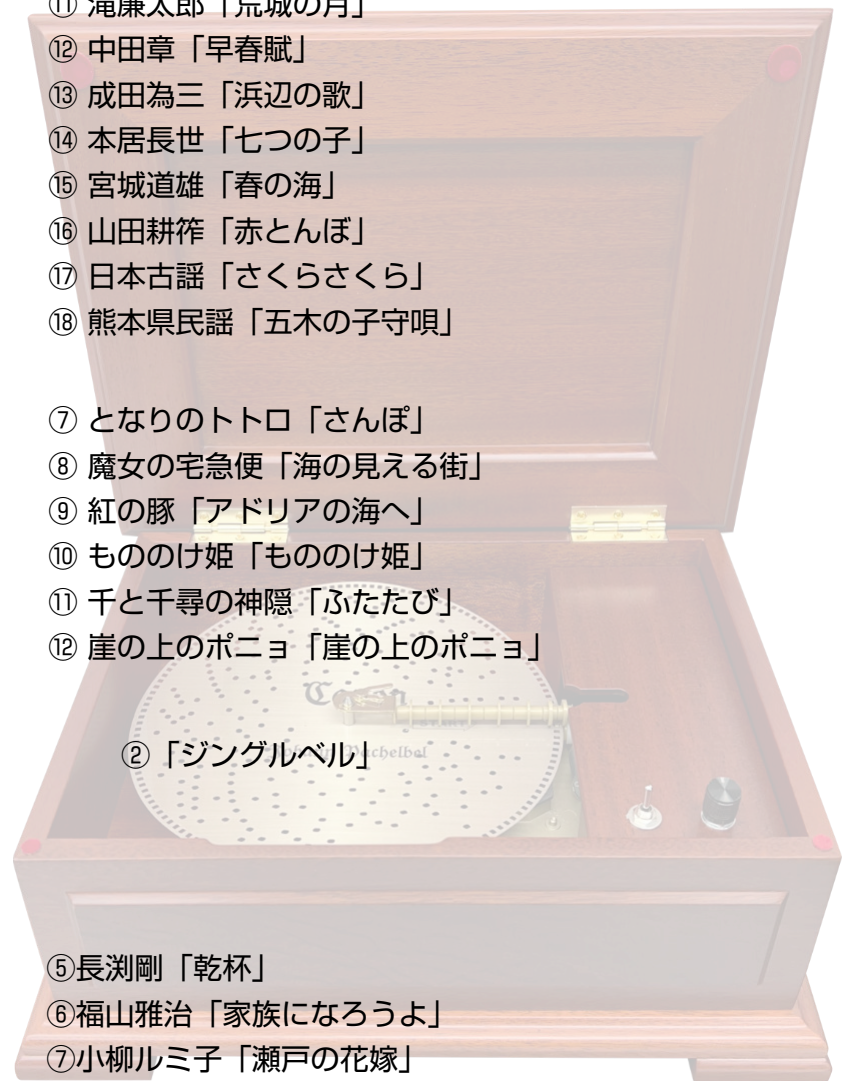 ⑪ 滝廉太郎「荒城の月」
⑫ 中田章「早春賦」
⑬ 成田為三「浜辺の歌」
⑭ 本居長世「七つの子」
⑮ 宮城道雄「春の海」
⑯ 山田耕筰「赤とんぼ」
⑰ 日本古謡「さくらさくら」
⑱ 熊本県民謡「五木の子守唄」
⑦ となりのトトロ「さんぽ」
⑧ 魔女の宅急便「海の見える街」
⑨ 紅の豚「アドリアの海へ」
⑩ もののけ姫「もののけ姫」
⑪ 千と千尋の神隠「ふたたび」
⑫ 崖の上のポニョ「崖の上のポニョ」
②「ジングルベル」
Pachelbel
⑤長渕剛「乾杯」
⑥福山雅治「家族になろうよ」
⑦小柳ルミ子「瀬戸の花嫁」